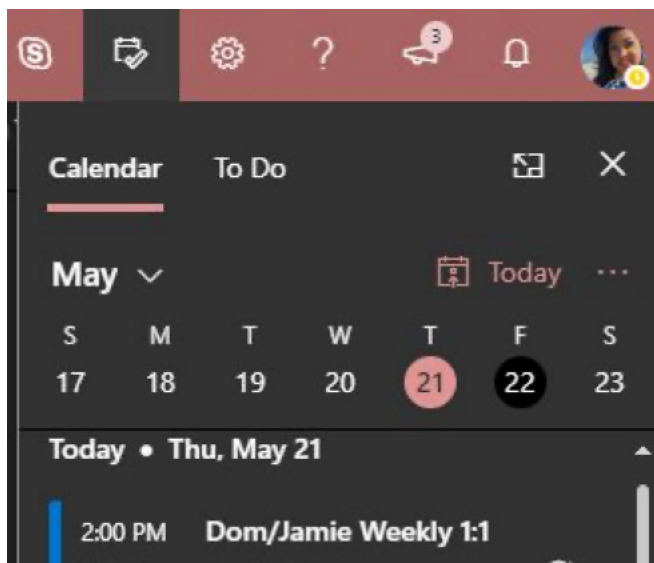 S ? 3
Calendar To Do
May Today ...
S M T W T F S
17 18 19 20 21 22 23
Today • Thu, May 21
2:00 PM Dom/Jamie Weekly 1:1